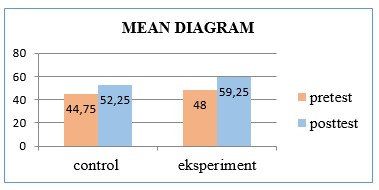 MEAN DIAGRAM
80
60
40
20
0
44,75
52,25
48
59,25
control
eksperiment
pretest
posttest